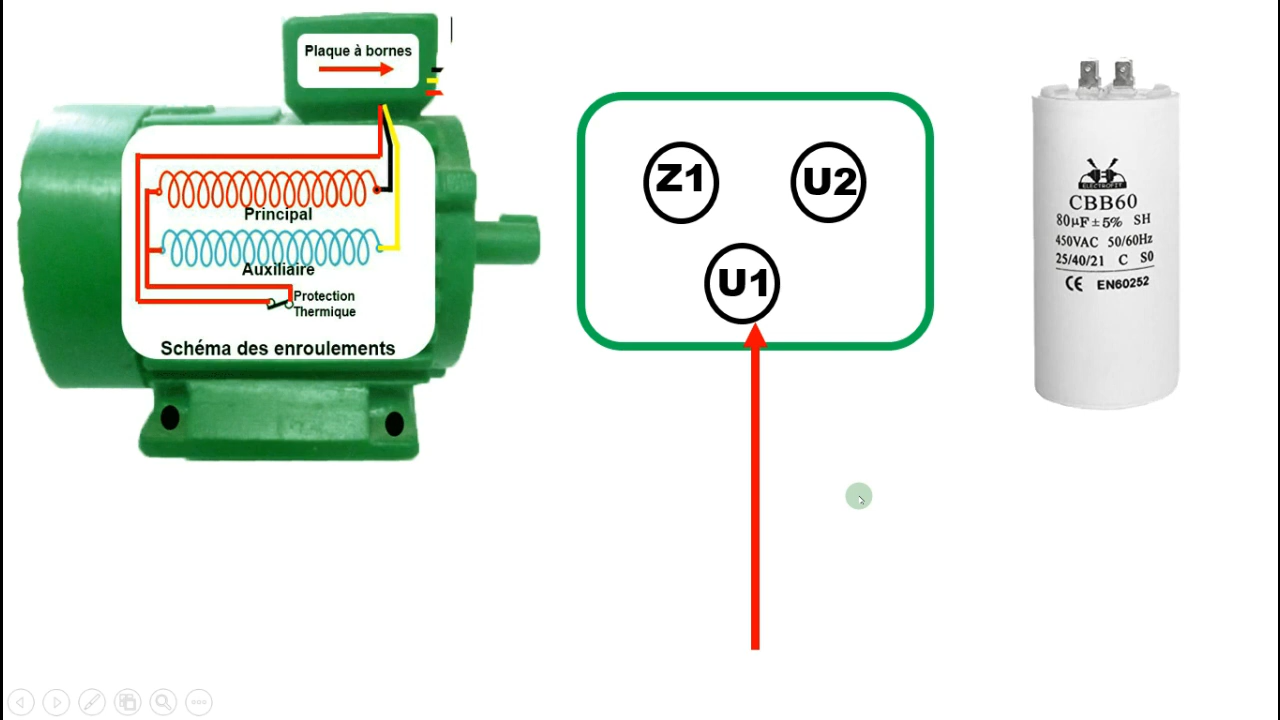 Plaque à bornes
Principal
Auxiliaire
Protection
Thermique
Schéma des enroulements
Z1
U2
U1
ELECTROFIT
CBB60
80μF±5% SH
450VAC 50/60Hz
25/40/21 C S0
CE EN60252